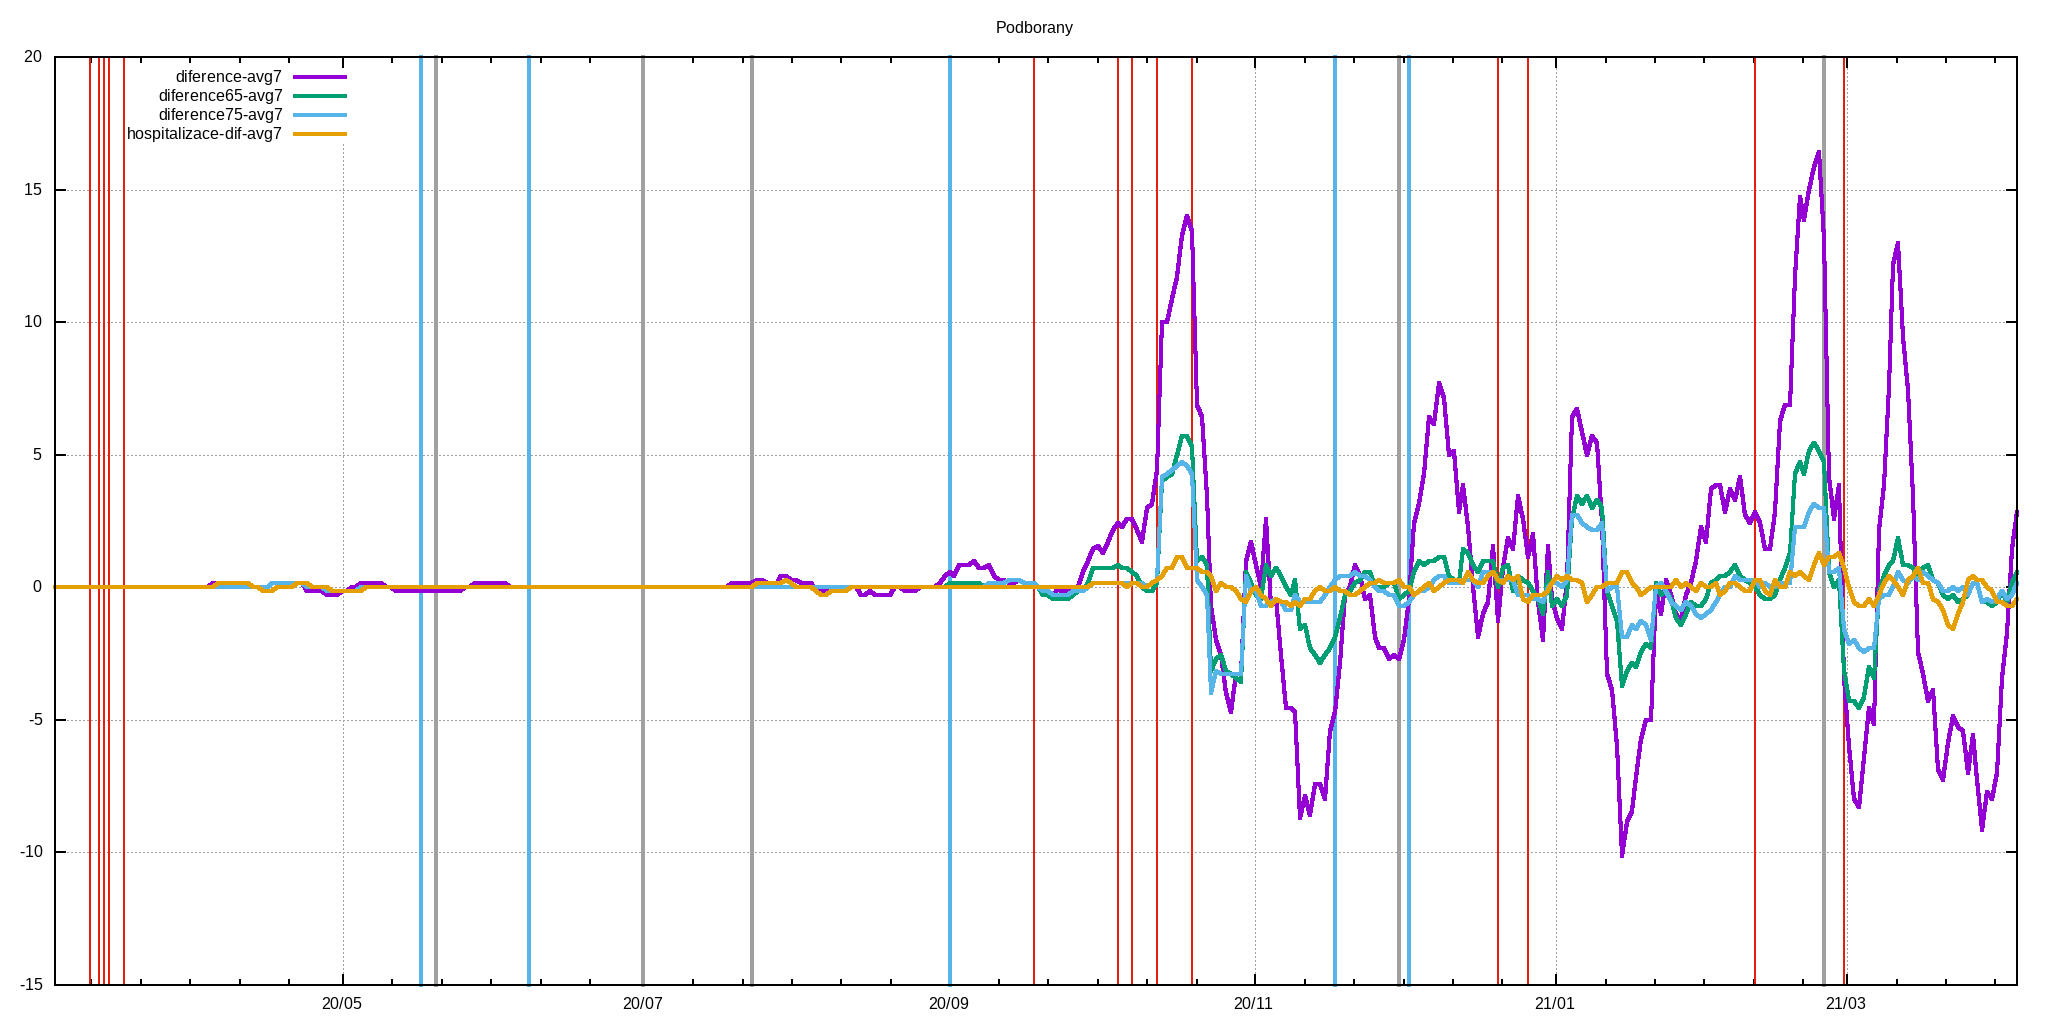 Podborany
20
diference-avg7
diference65-avg7
diference75-avg7
hospitalizace-dif-avg7
15
10
5
0
-5
-10
-15
20/05 20/07 20/09 20/11 21/01 21/03